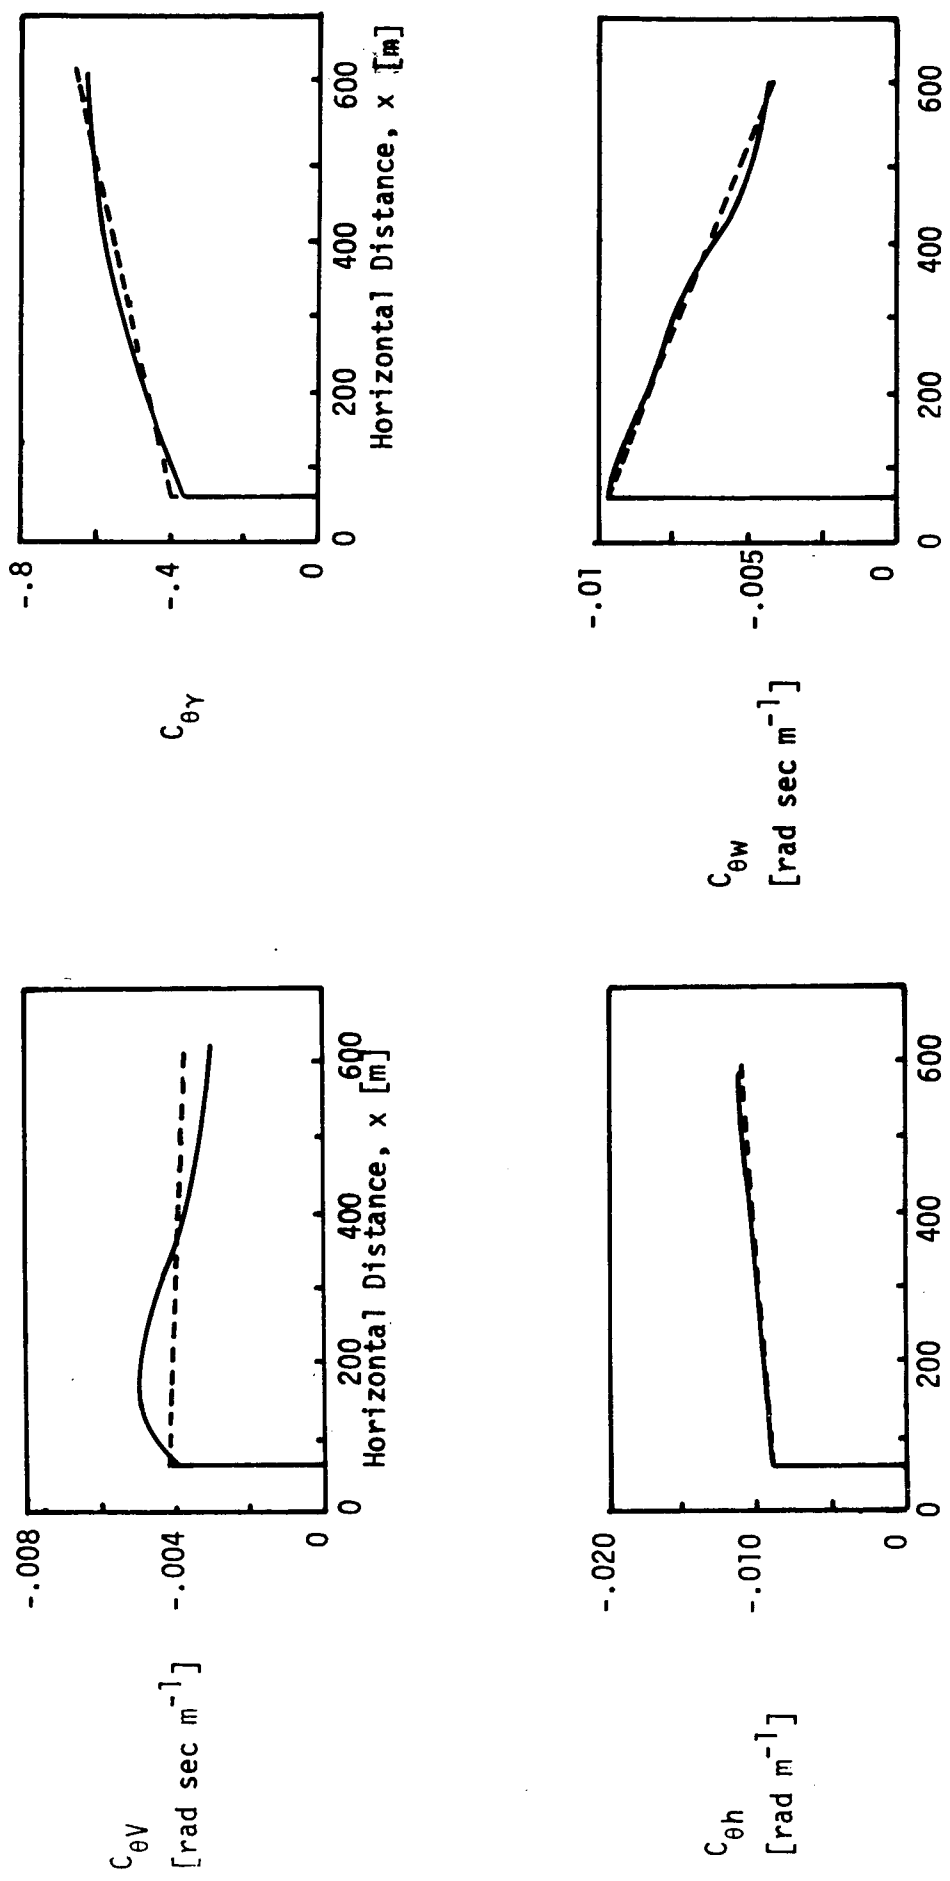 -.008
C_θV
[rad sec m⁻¹]
-.004
0
0 200 400 600
Horizontal Distance, x [m]
-.8
C_θγ
-.4
0
0 200 400 600
Horizontal Distance, x [m]
-.020
C_θh
[rad m⁻¹]
-.010
0
0 200 400 600
-.01
C_θw
[rad sec m⁻¹]
-.005
0
0 200 400 600